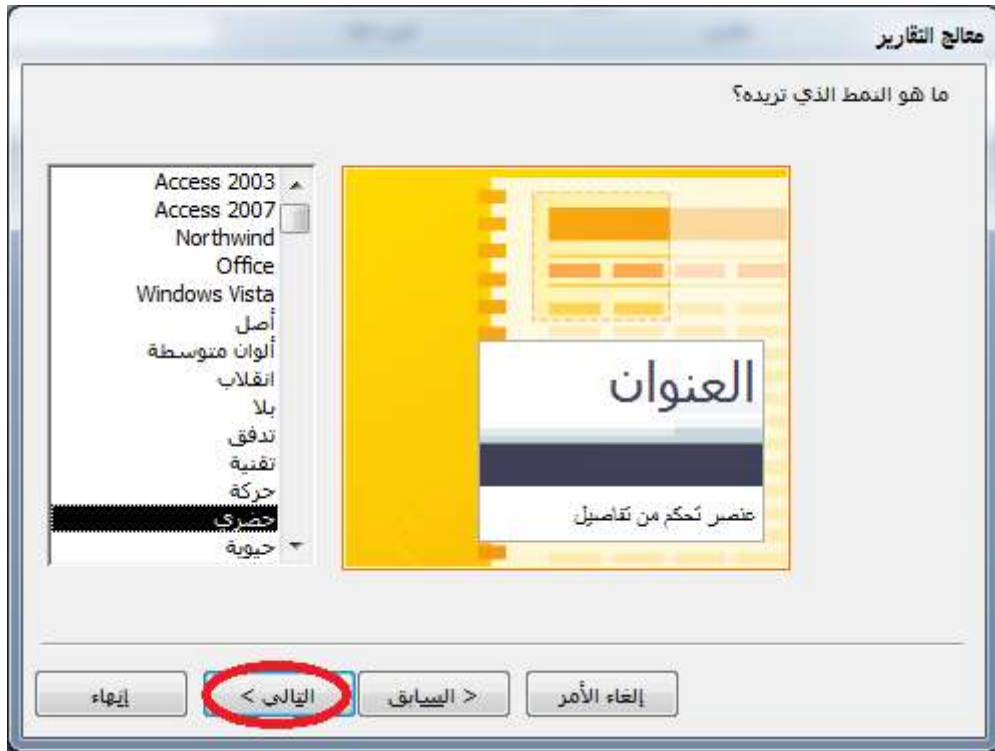 معالج التقارير
ما هو النمط الذي تريده؟
Access 2003
Access 2007
Northwind
Office
Windows Vista
أصل
ألوان متوسطة
انقلاب
بلا
تدفق
تقنية
حركة
حضري
حيوية
العنوان
عنصر تحكم من تفاصيل
إلغاء الأمر
< السابق
التالي >
إنهاء